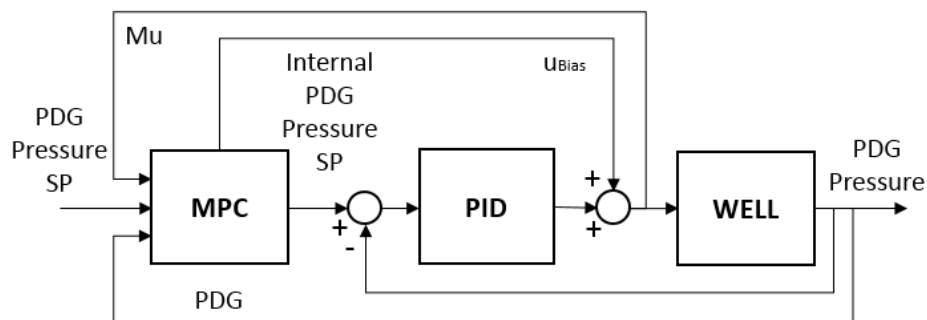 Mu
Internal
PDG
Pressure
SP
uBias
PDG
Pressure
SP
MPC
+
-
PID
+
+
WELL
PDG
Pressure
PDG